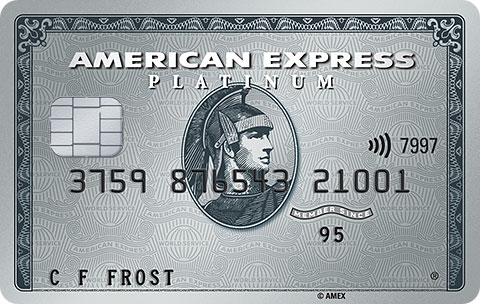 AMERICAN EXPRESS
PLATINUM
7997
3759 876543 21001
MEMBER SINCE
95
C F FROST
®
© AMEX